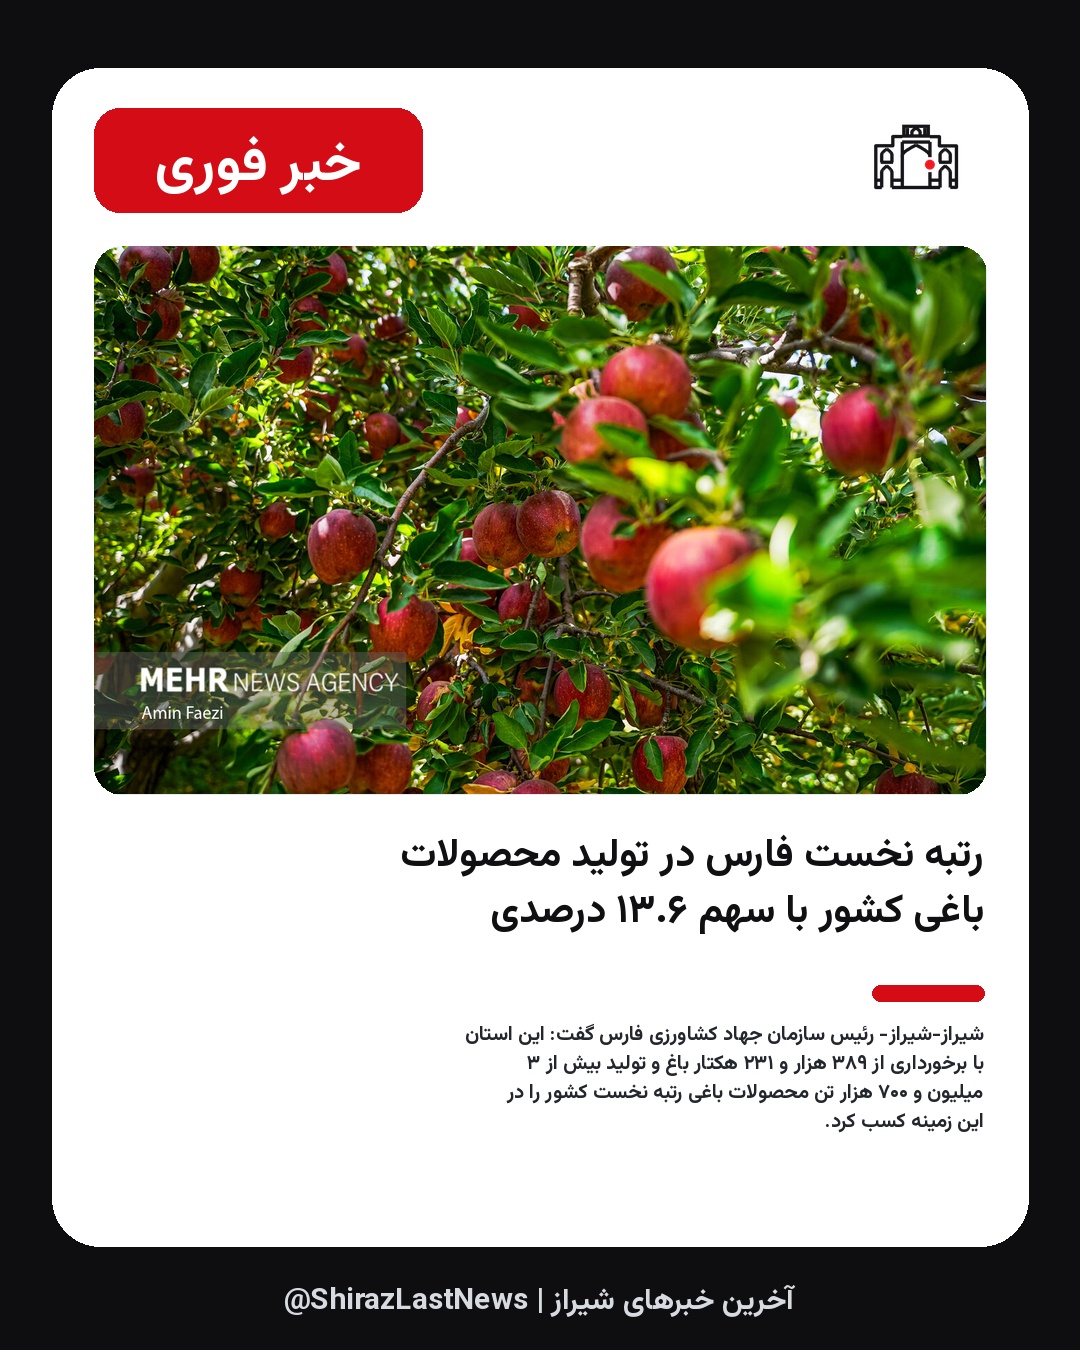 خبر فوری
MEHR NEWS AGENCY
Amin Faezi
رتبه نخست فارس در تولید محصولات
باغی کشور با سهم ۱۳.۶ درصدی
شیراز-شیراز- رئیس سازمان جهاد کشاورزی فارس گفت: این استان
با برخورداری از ۳۸۹ هزار و ۲۳۱ هکتار باغ و تولید بیش از ۳
میلیون و ۷۰۰ هزار تن محصولات باغی رتبه نخست کشور را در
این زمینه کسب کرد.
آخرین خبرهای شیراز | @ShirazLastNews